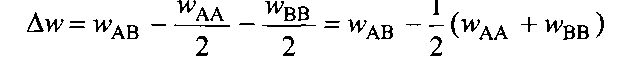 Δw = w_AB − w_AA/2 − w_BB/2 = w_AB − 1/2 (w_AA + w_BB)